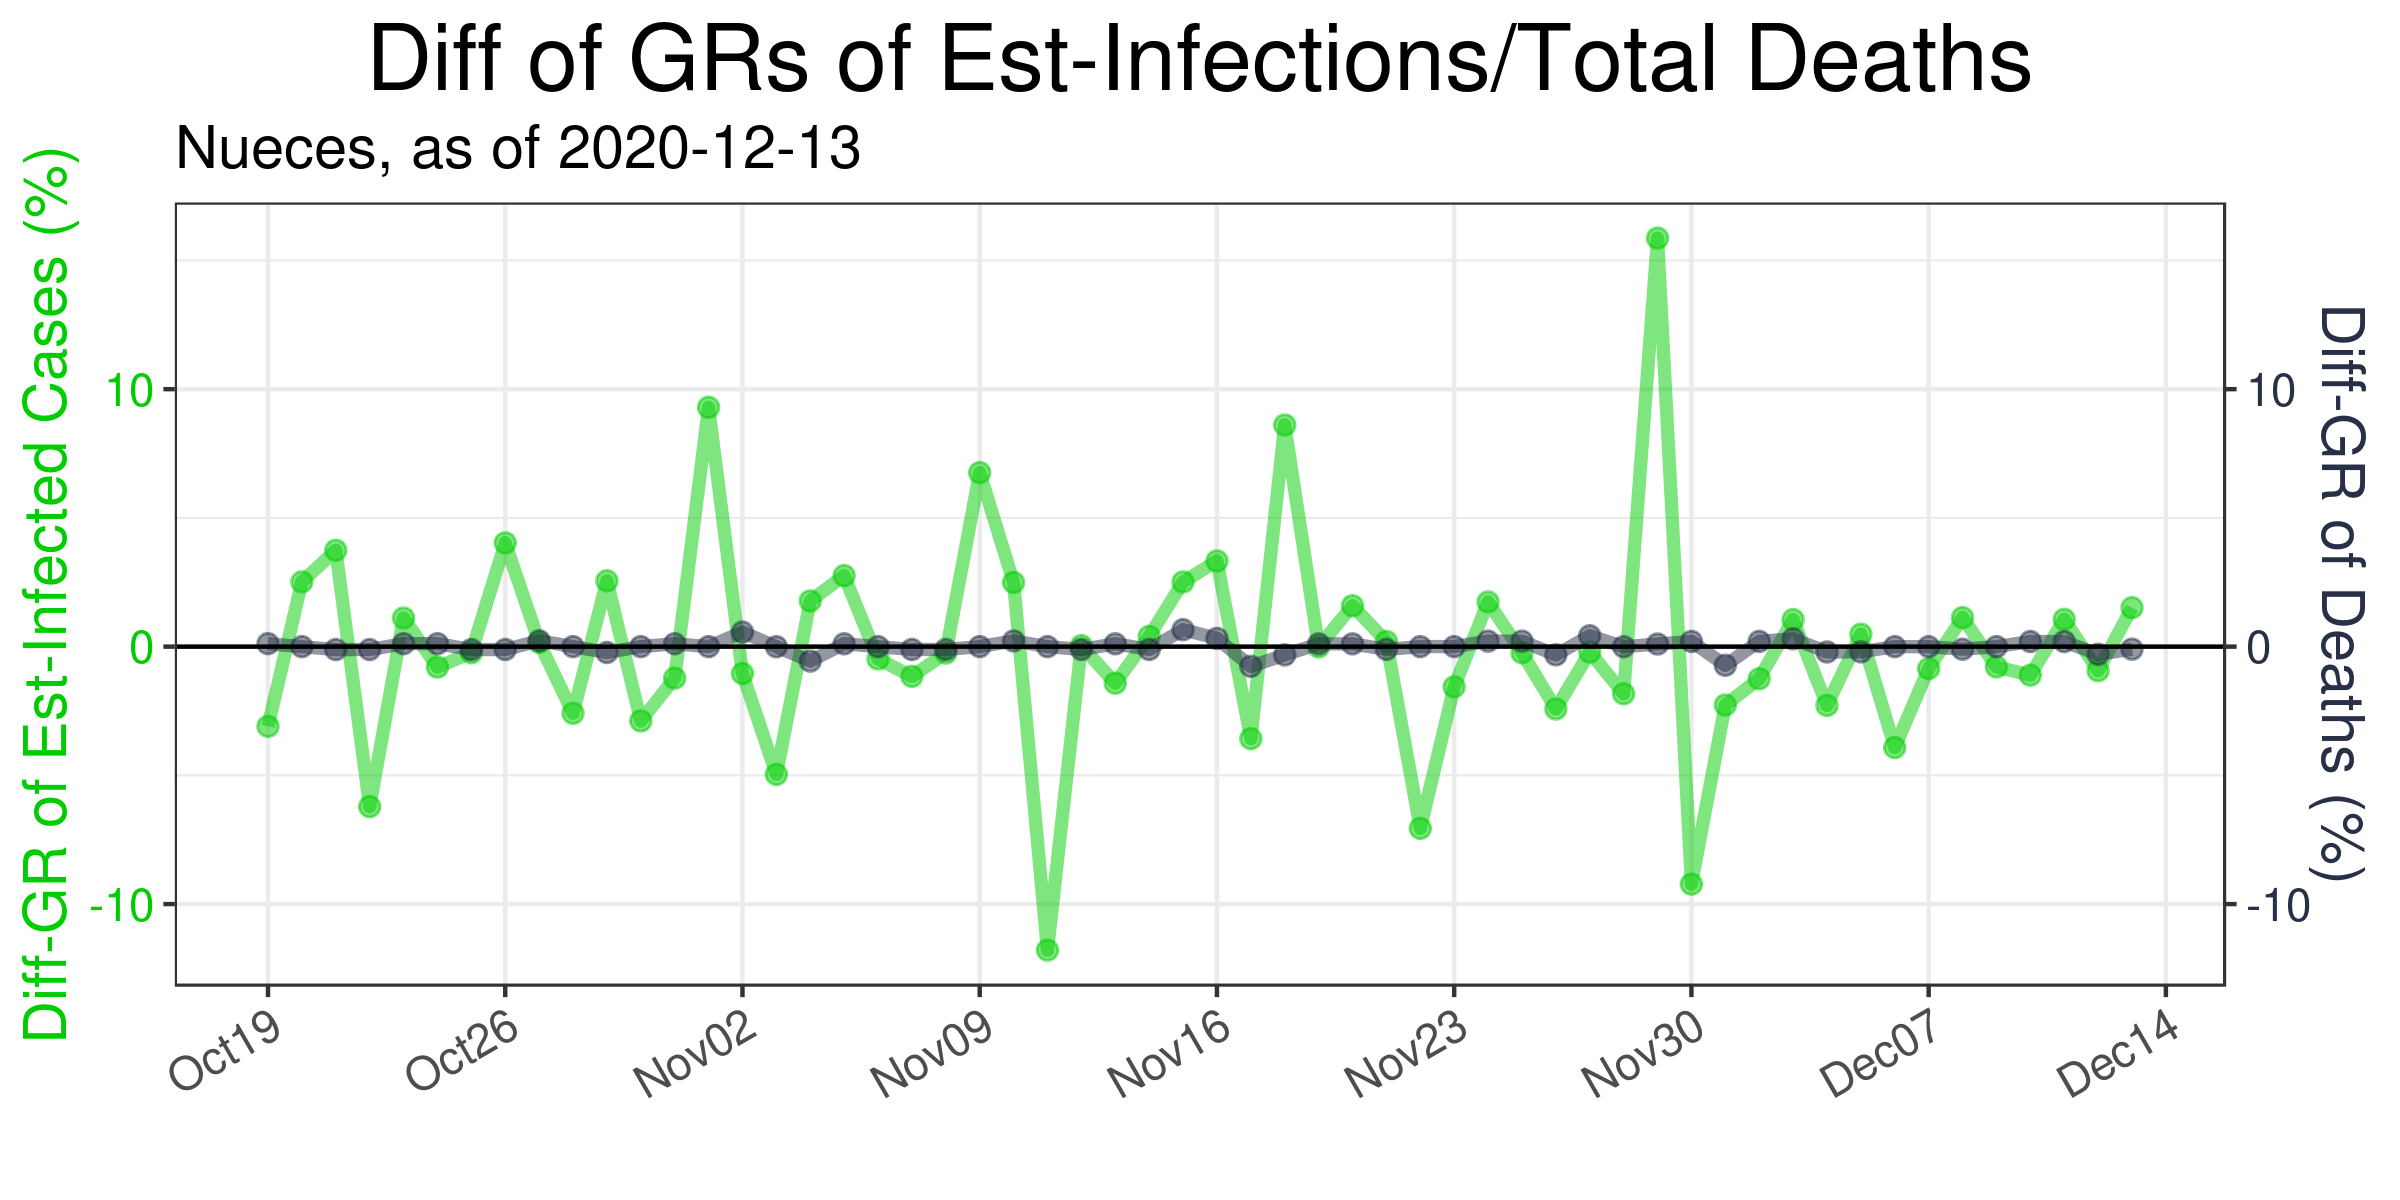 Diff of GRs of Est-Infections/Total Deaths
Nueces, as of 2020-12-13
Diff-GR of Est-Infected Cases (%)
10
0
-10
10
0
-10
Diff-GR of Deaths (%)
Oct19
Oct26
Nov02
Nov09
Nov16
Nov23
Nov30
Dec07
Dec14